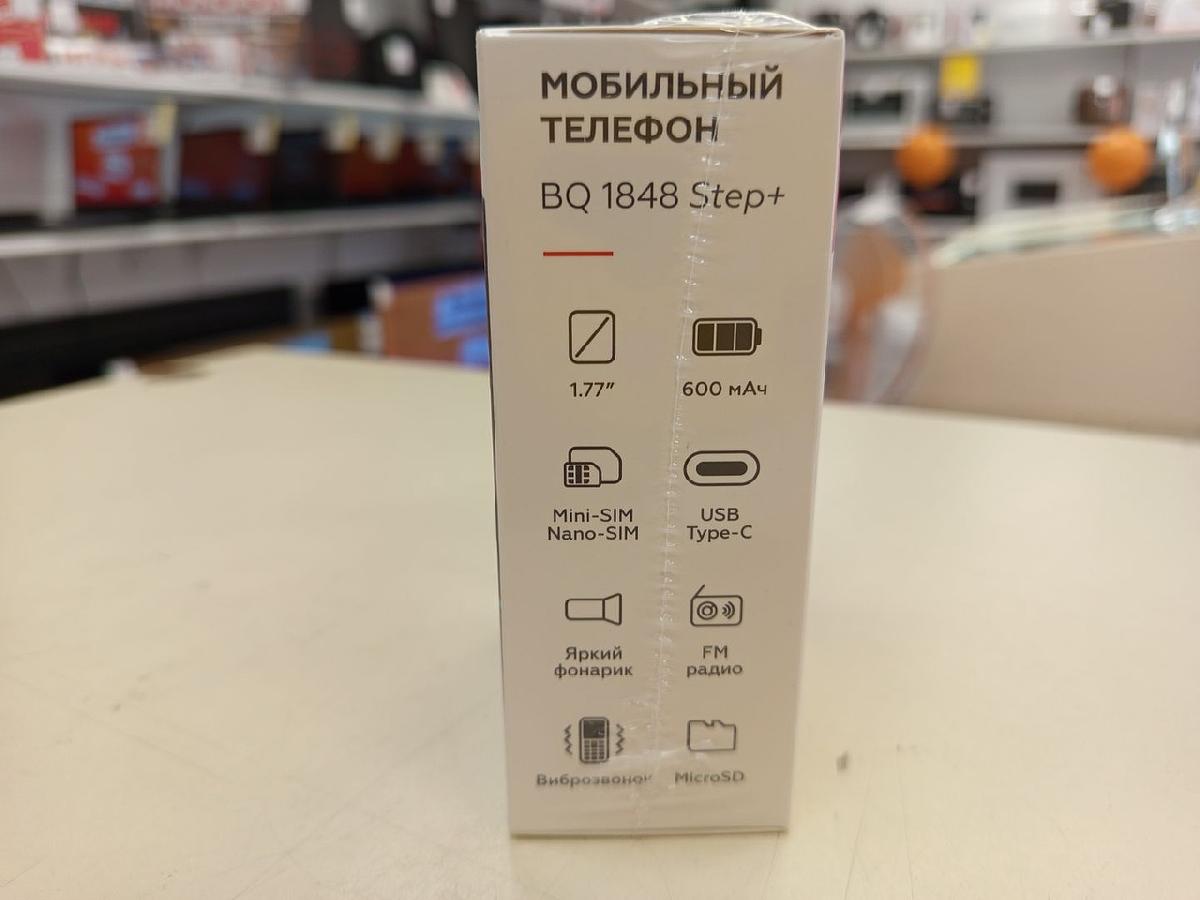 МОБИЛЬНЫЙ
ТЕЛЕФОН
BQ 1848 Step+
1.77"
600 мАч
Mini-SIM
Nano-SIM
USB
Type-C
Яркий
фонарик
FM
радио
Виброзвонок
MicroSD